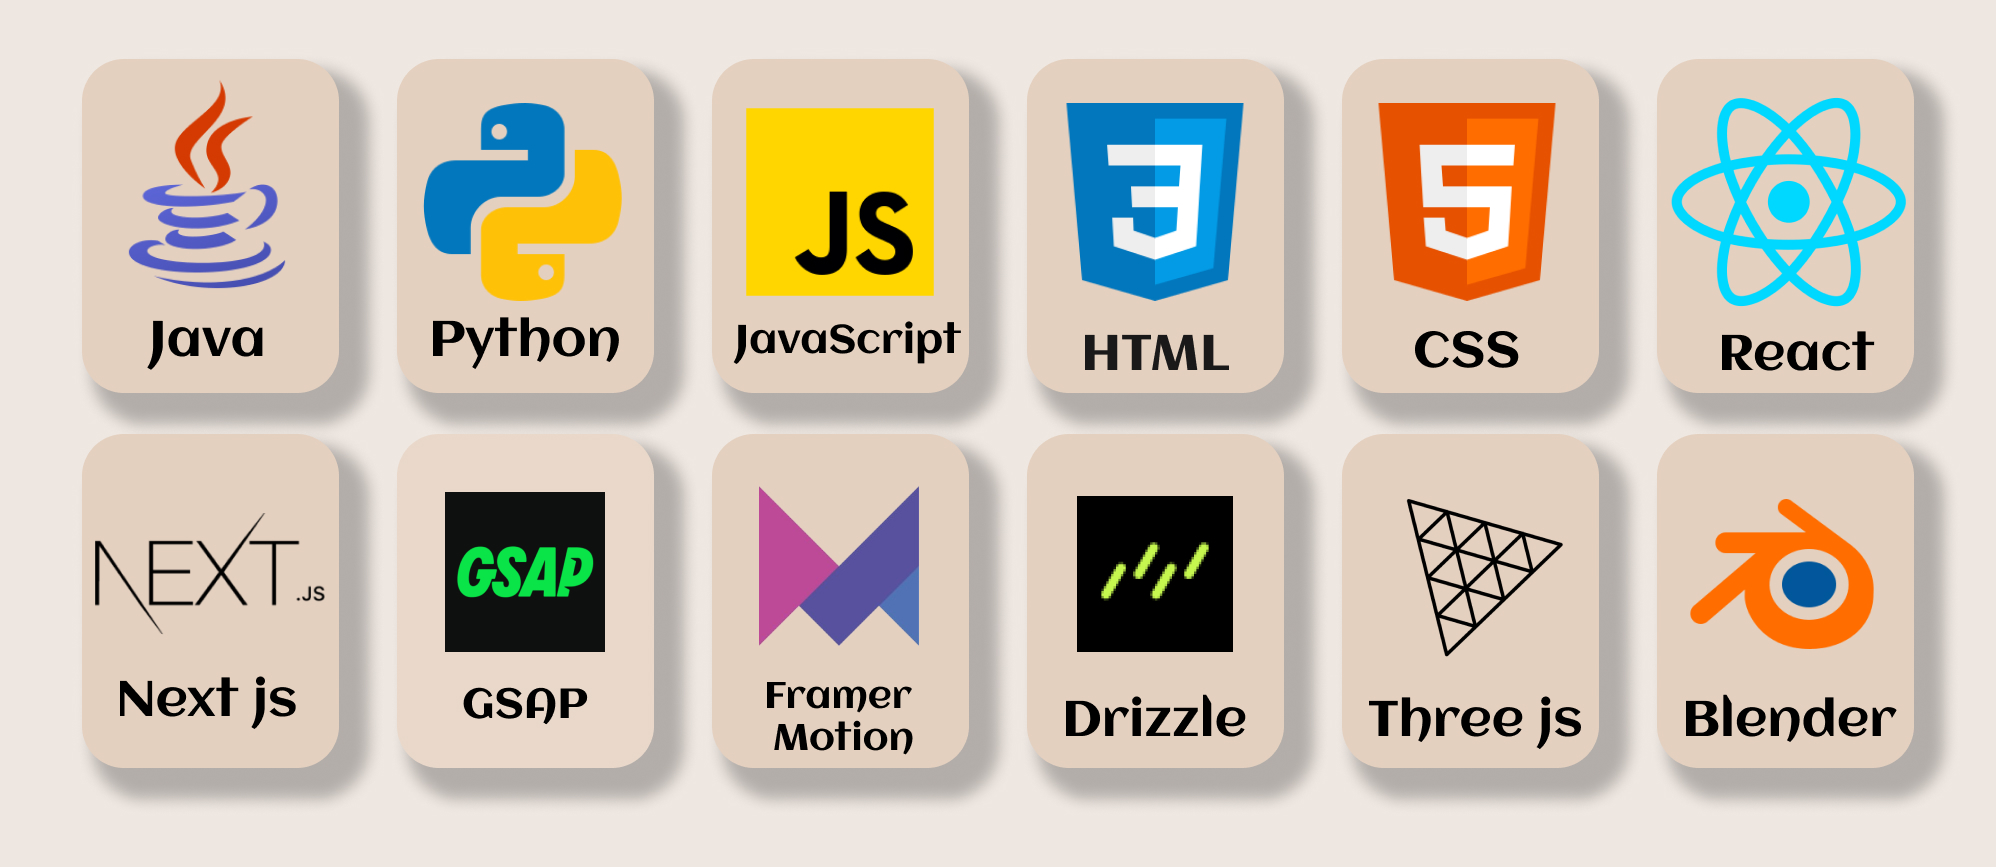 JS
3
5
Java
Python
JavaScript
HTML
CSS
React
NEXT.JS
GSAP
Next js
GSAP
Framer
Motion
Drizzle
Three js
Blender